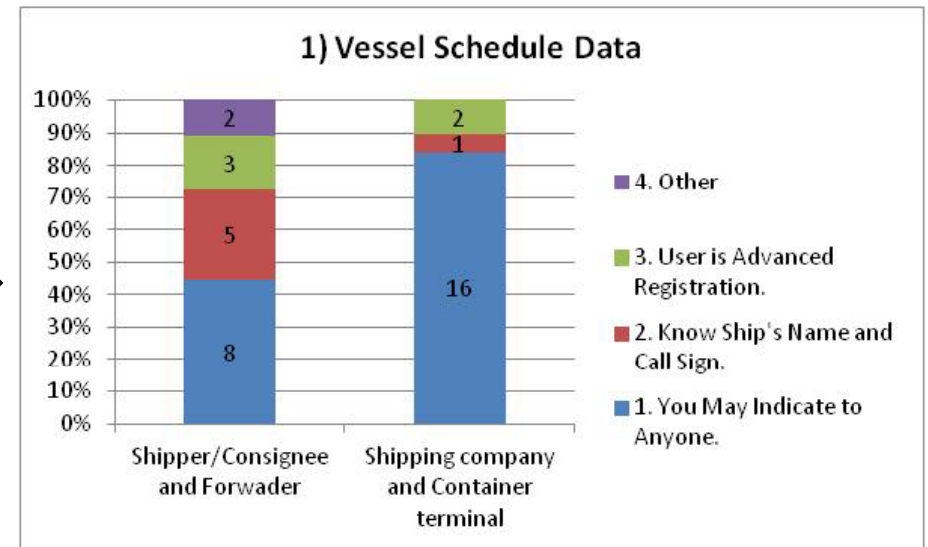 1) Vessel Schedule Data
100%
90%
80%
70%
60%
50%
40%
30%
20%
10%
0%
2
3
5
8
2
1
16
Shipper/Consignee
and Forwader
Shipping company
and Container
terminal
4. Other
3. User is Advanced
Registration.
2. Know Ship's Name and
Call Sign.
1. You May Indicate to
Anyone.